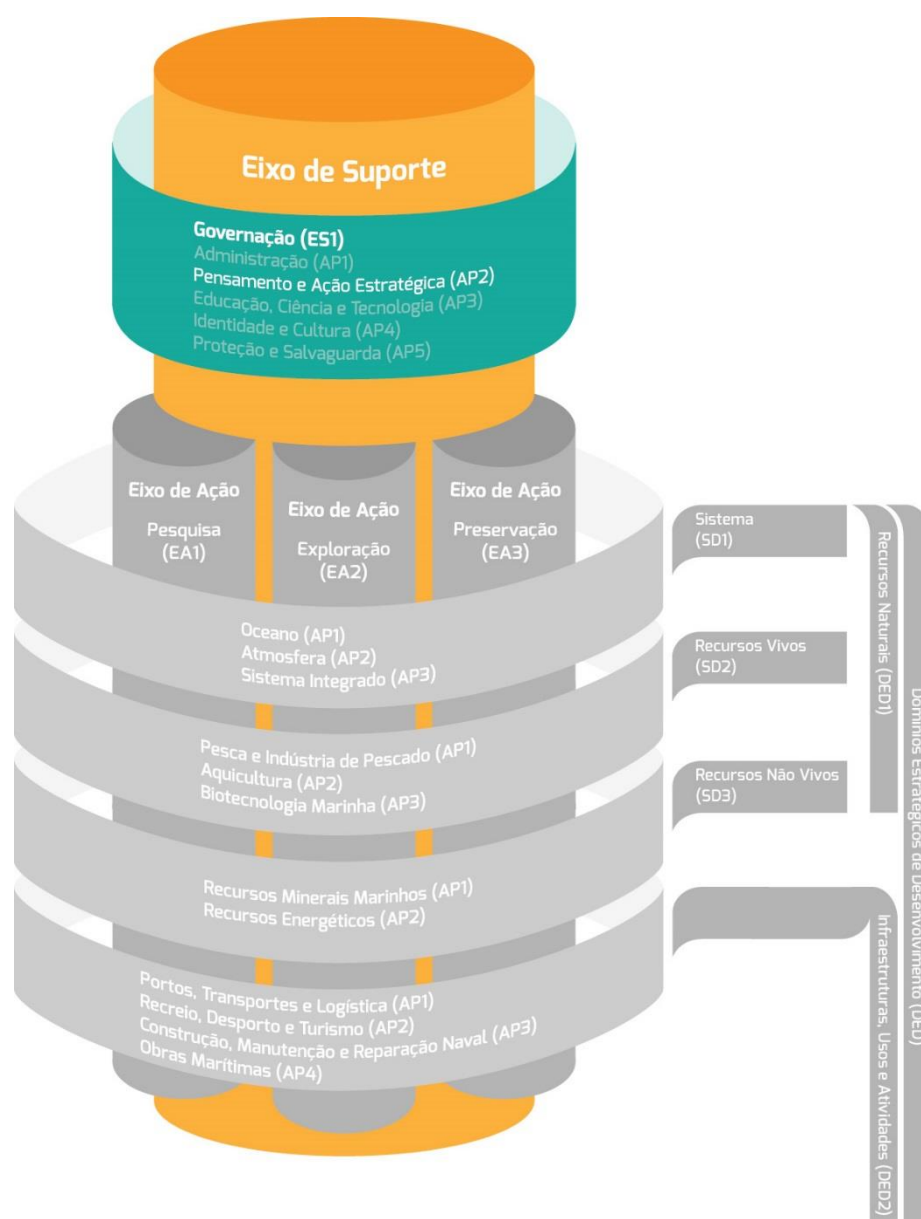 Eixo de Suporte
Governação (ES1)
Administração (AP1)
Pensamento e Ação Estratégica (AP2)
Educação, Ciência e Tecnologia (AP3)
Identidade e Cultura (AP4)
Proteção e Salvaguarda (AP5)
Eixo de Ação
Pesquisa
(EA1)
Eixo de Ação
Exploração
(EA2)
Eixo de Ação
Preservação
(EA3)
Oceano (AP1)
Atmosfera (AP2)
Sistema Integrado (AP3)
Pesca e Indústria de Pescado (AP1)
Aquicultura (AP2)
Biotecnologia Marinha (AP3)
Recursos Minerais Marinhos (AP1)
Recursos Energéticos (AP2)
Portos, Transportes e Logística (AP1)
Recreio, Desporto e Turismo (AP2)
Construção, Manutenção e Reparação Naval (AP3)
Obras Marítimas (AP4)
Sistema
(SD1)
Recursos Vivos
(SD2)
Recursos Não Vivos
(SD3)
Recursos Naturais (DED1)
Infraestruturas, Usos e Atividades (DED2)
Domínios Estratégicos de Desenvolvimento (DED)